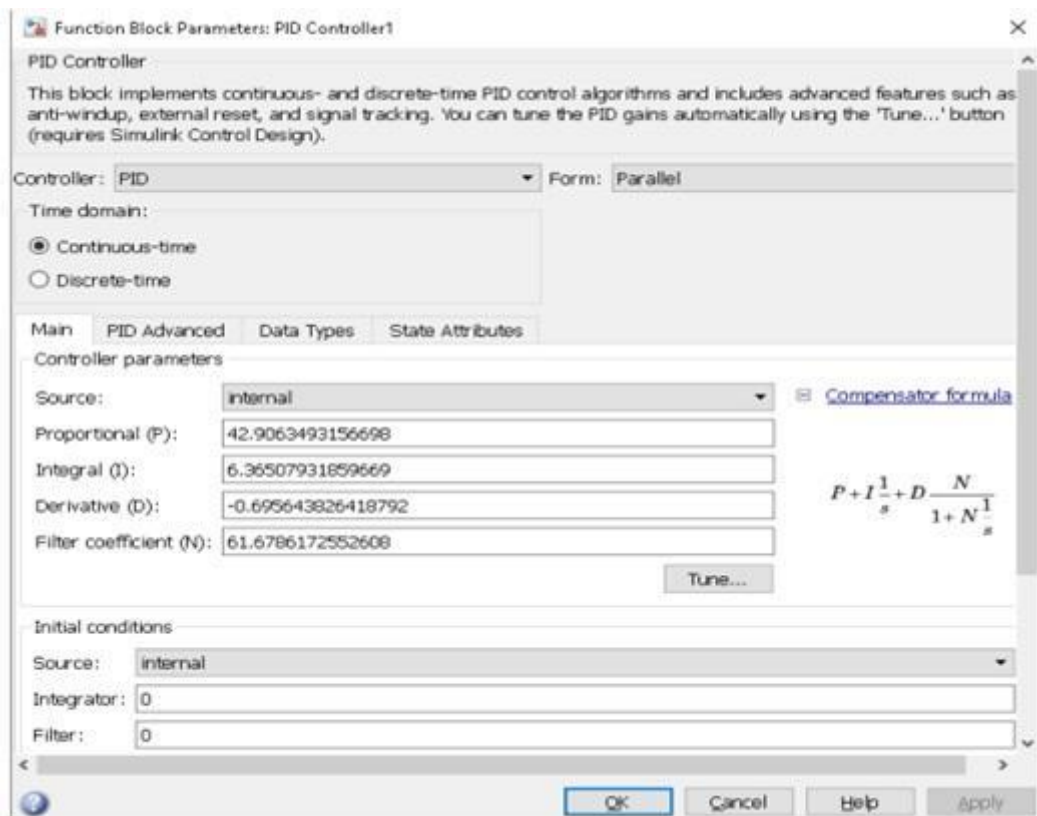 Function Block Parameters: PID Controller1
PID Controller
This block implements continuous- and discrete-time PID control algorithms and includes advanced features such as
anti-windup, external reset, and signal tracking. You can tune the PID gains automatically using the 'Tune...' button
(requires Simulink Control Design).
Controller: PID Form: Parallel
Time domain:
Continuous-time
Discrete-time
Main PID Advanced Data Types State Attributes
Controller parameters
Source: internal Compensator formula
Proportional (P): 42.9063493156698
Integral (I): 6.36507931859669
Derivative (D): -0.695643826418792
P + I 1/s + D N/(1 + N 1/s)
Filter coefficient (N): 61.6786172552608
Tune...
Initial conditions
Source: internal
Integrator: 0
Filter: 0
OK Cancel Help Apply